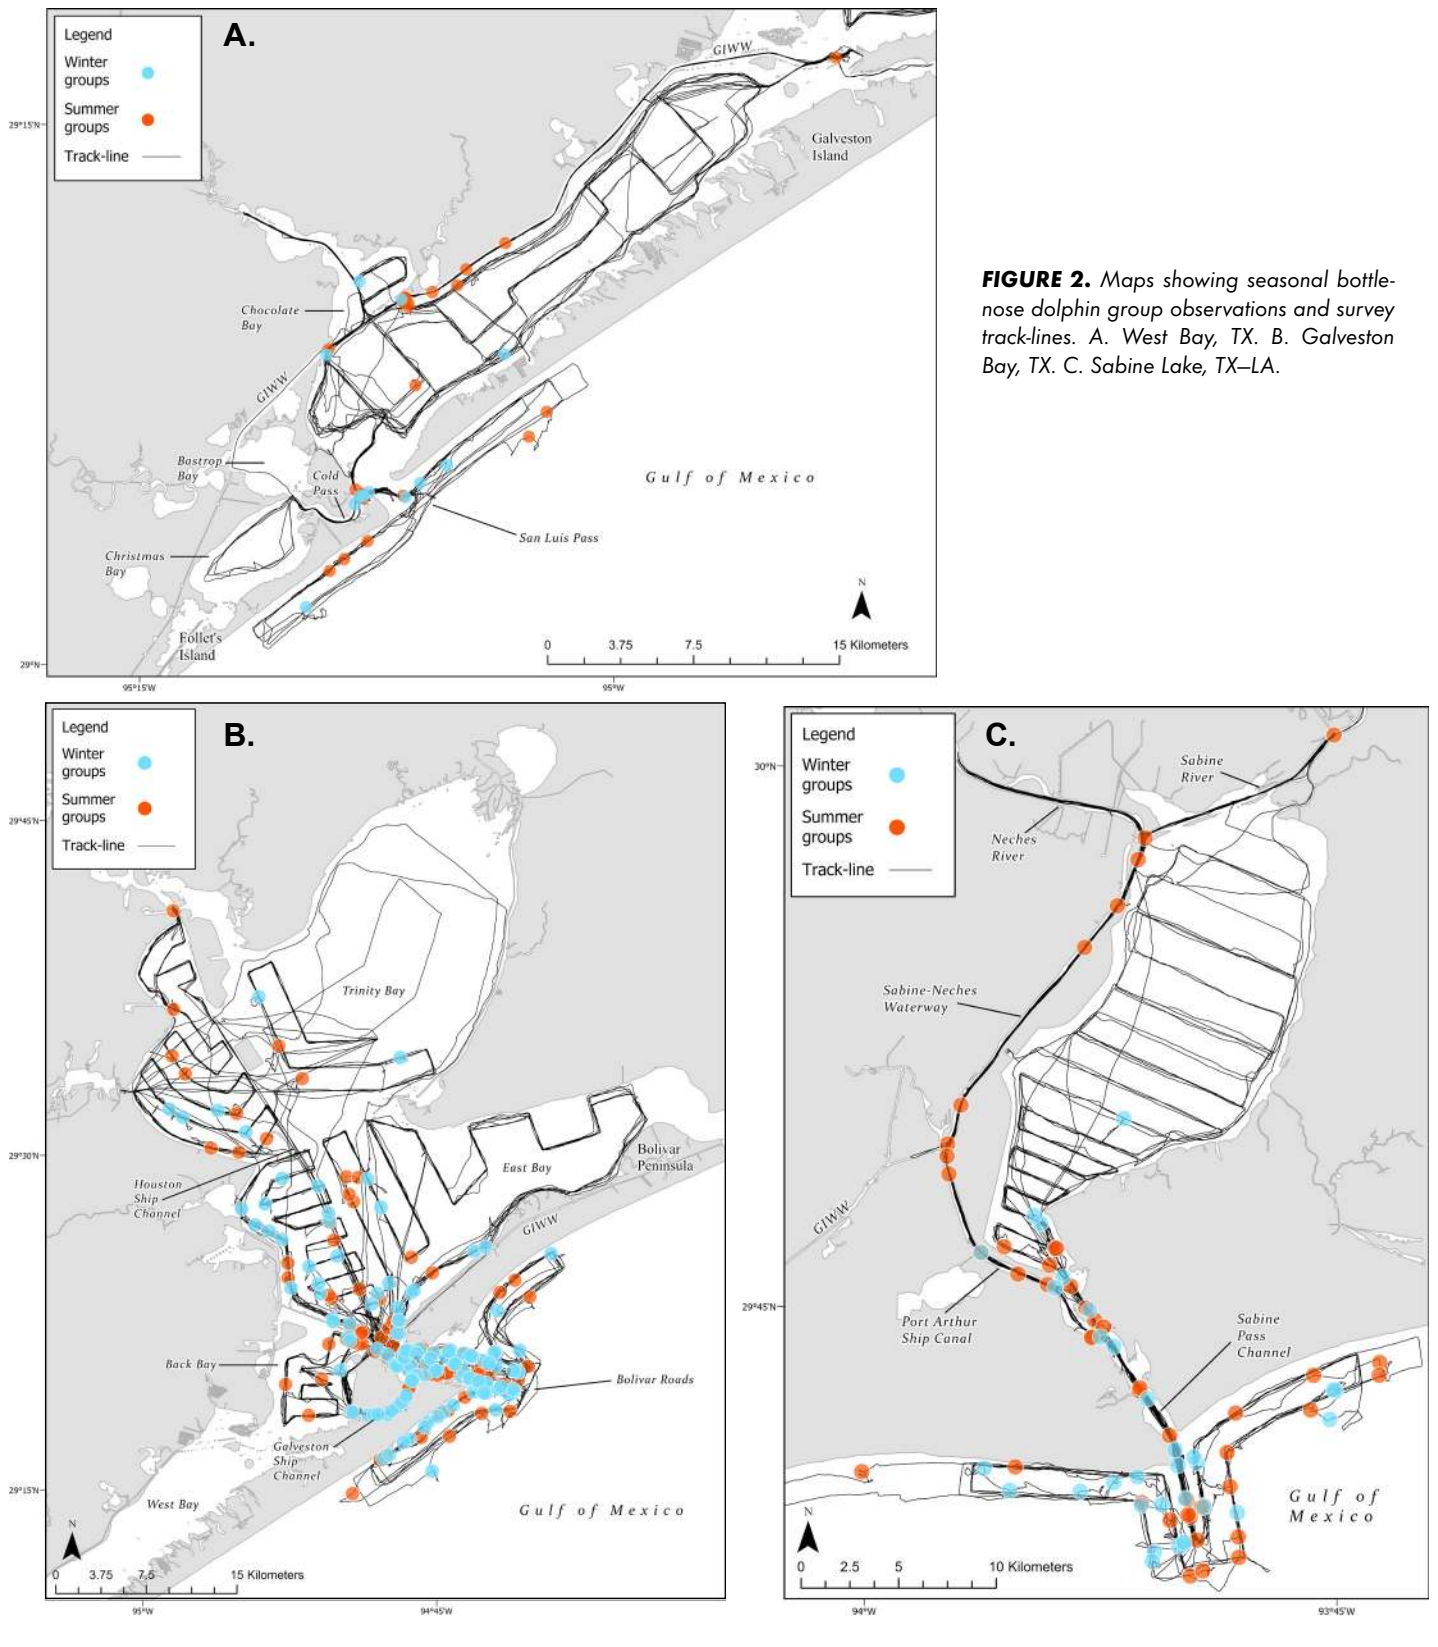 A.
Legend
Winter
groups
Summer
groups
Track-line
GIWW
Galveston
Island
29°15'N
Chocolate
Bay
GIWW
Bastrop
Bay
Cold
Pass
Gulf of Mexico
San Luis Pass
Christmas
Bay
Follet's
Island
N
0 3.75 7.5 15 Kilometers
29°N
95°15'W 95°W
FIGURE 2. Maps showing seasonal bottle-
nose dolphin group observations and survey
track-lines. A. West Bay, TX. B. Galveston
Bay, TX. C. Sabine Lake, TX—LA.
B.
Legend
Winter
groups
Summer
groups
Track-line
29°45'N
Trinity Bay
29°30'N
Bolivar
Peninsula
East Bay
Houston
Ship
Channel
GIWW
Back Bay
Bolivar Roads
Galveston
Ship
Channel
29°15'N
West Bay
Gulf of Mexico
N
0 3.75 7.5 15 Kilometers
95°W 94°45'W
C.
Legend
Winter
groups
Summer
groups
Track-line
30°N
Sabine
River
Neches
River
Sabine-Neches
Waterway
GIWW
29°45'N
Port Arthur
Ship Canal
Sabine
Pass
Channel
Gulf of
Mexico
N
0 2.5 5 10 Kilometers
94°W 93°45'W